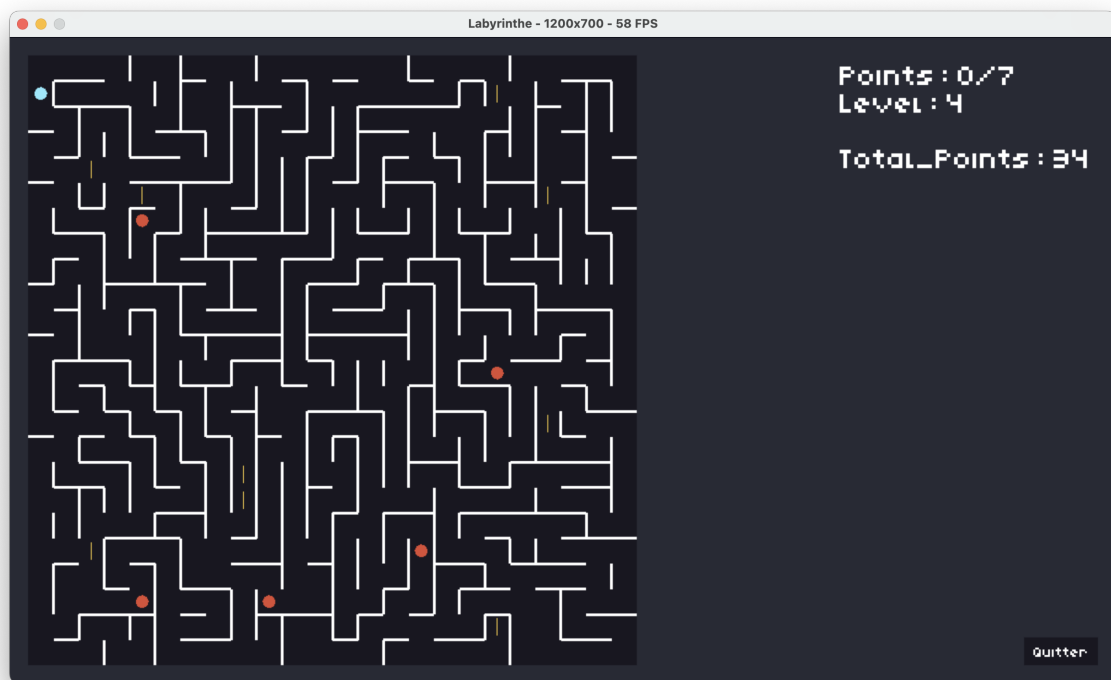 Labyrinthe - 1200x700 - 58 FPS
Points : 0/7
Level : 4
Total_Points : 34
Quitter